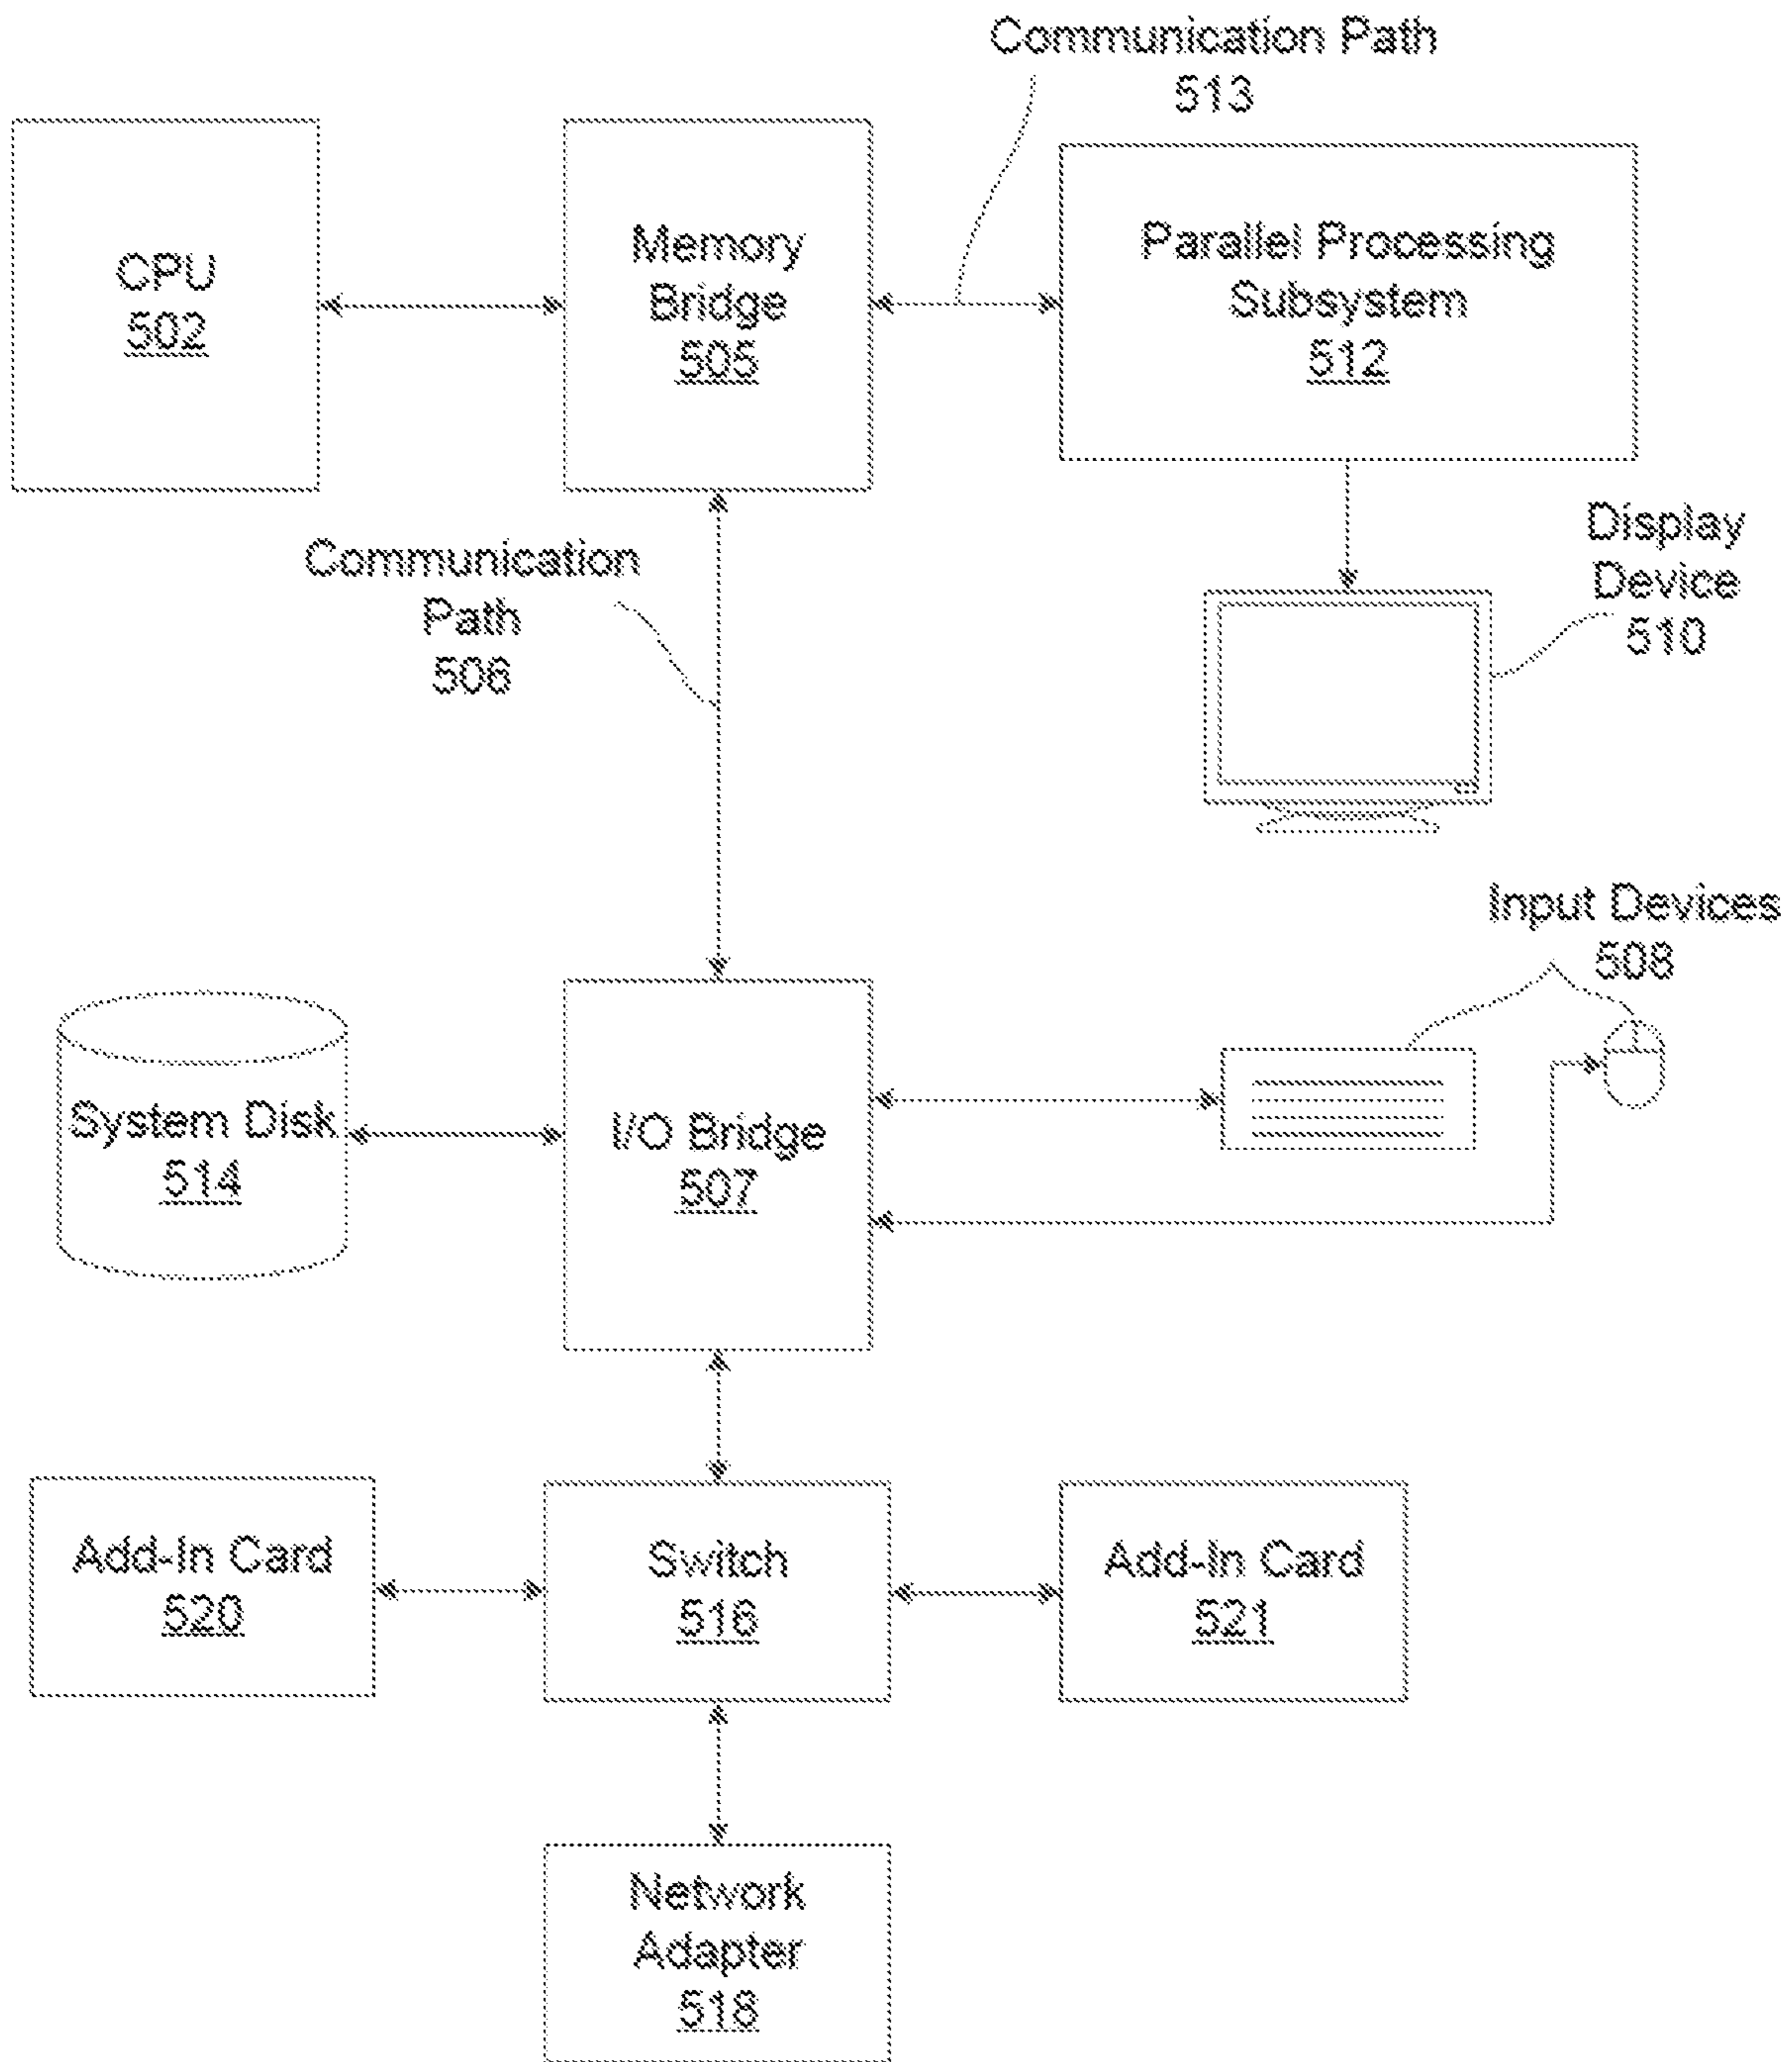 Communication Path
513
CPU
502
Memory
Bridge
505
Parallel Processing
Subsystem
512
Communication
Path
506
Display
Device
510
Input Devices
508
System Disk
514
I/O Bridge
507
Add-In Card
520
Switch
516
Add-In Card
521
Network
Adapter
518